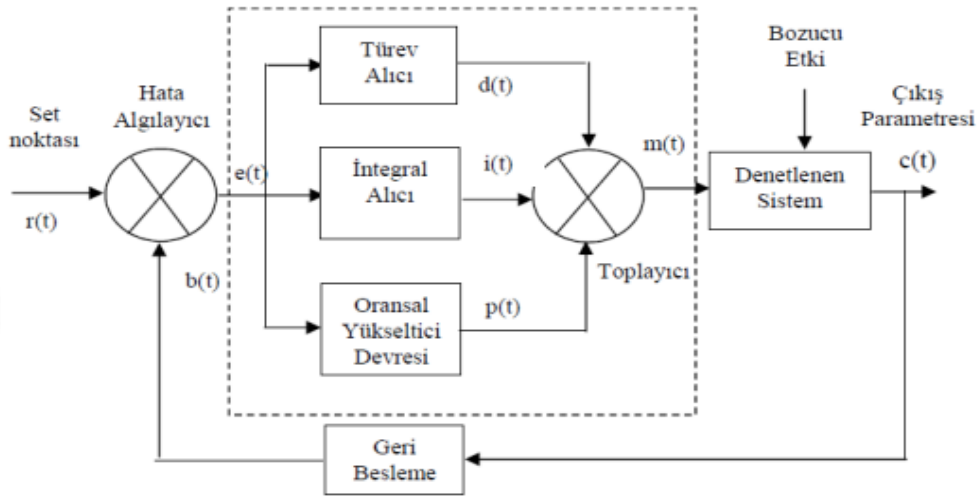 Set
noktası
r(t)
Hata
Algılayıcı
b(t)
e(t)
Türev
Alıcı
d(t)
İntegral
Alıcı
i(t)
Oransal
Yükseltici
Devresi
p(t)
Toplayıcı
m(t)
Bozucu
Etki
Denetlenen
Sistem
Çıkış
Parametresi
c(t)
Geri
Besleme